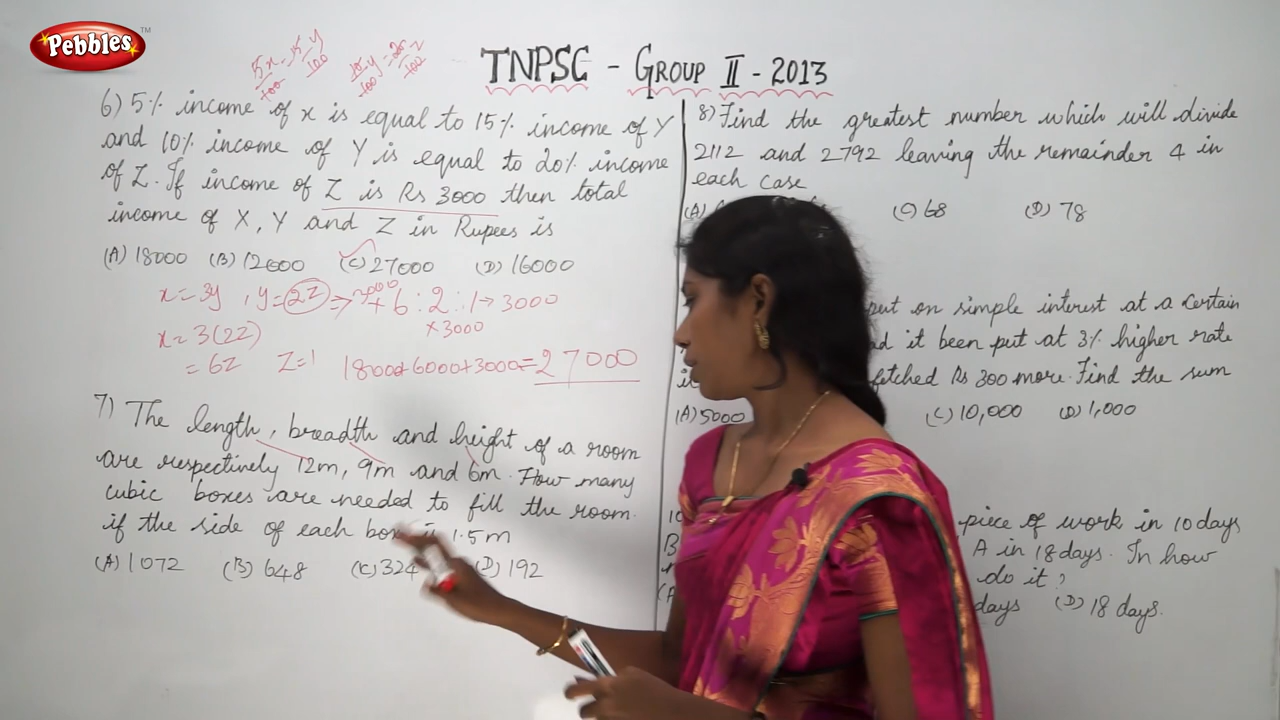 Pebbles
TM
TNPSC - GROUP II - 2013
5x/100 = 15y/100
10y/100 = 20z/100
6) 5% income of x is equal to 15% income of Y
and 10% income of Y is equal to 20% income
of Z. If income of Z is Rs 3000 then total
income of X, Y and Z in Rupees is
(A) 18000 (B) 12000 (C) 27000 (D) 16000
x = 3y , y = 2z ⇒ 6 : 2 : 1 → 3000
x = 3(2z) × 3000
= 6z z = 1 18000+6000+3000=27000
7) The length, breadth and height of a room
are respectively 12m, 9m and 6m. How many
cubic boxes are needed to fill the room.
if the side of each box is 1.5m
(A) 1072 (B) 648 (C) 324 (D) 192
8) Find the greatest number which will divide
2112 and 2792 leaving the remainder 4 in
each case
(A) (C) 68 (D) 78
put on simple interest at a certain
it been put at 3% higher rate
fetched Rs 300 more. Find the sum
(A) 5000 (C) 10,000 (D) 1,000
piece of work in 10 days
A in 18 days. In how
do it?
days (D) 18 days.